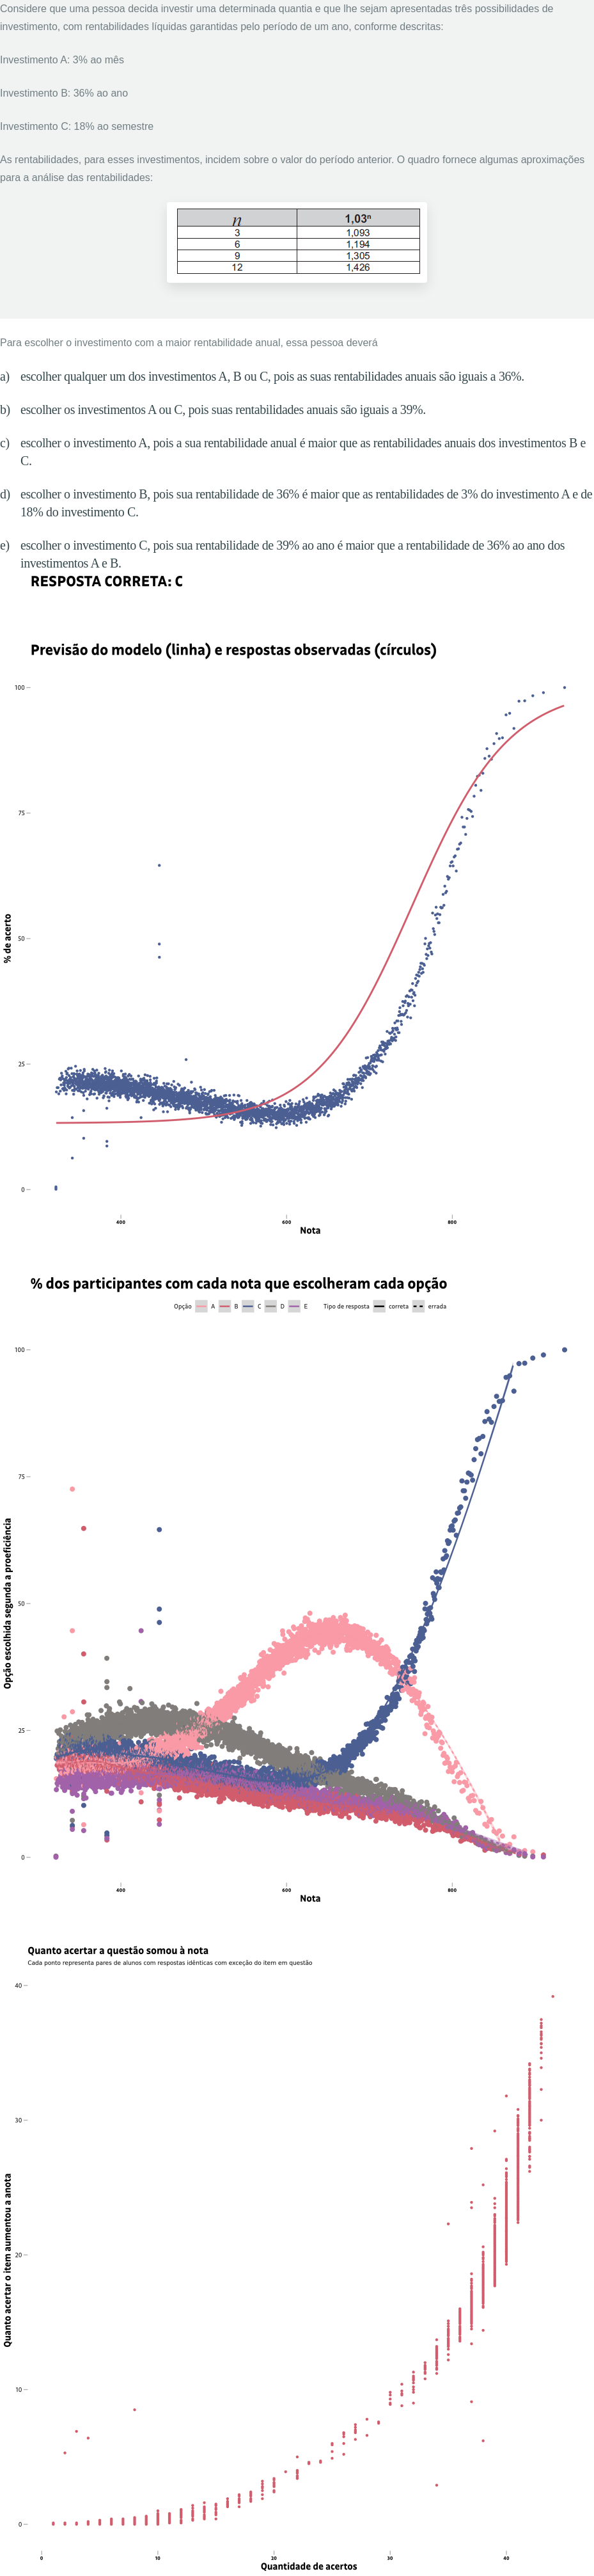 Considere que uma pessoa decida investir uma determinada quantia e que lhe sejam apresentadas três possibilidades de
investimento, com rentabilidades líquidas garantidas pelo período de um ano, conforme descritas:
Investimento A: 3% ao mês
Investimento B: 36% ao ano
Investimento C: 18% ao semestre
As rentabilidades, para esses investimentos, incidem sobre o valor do período anterior. O quadro fornece algumas aproximações
para a análise das rentabilidades:
n 1,03ⁿ
3 1,093
6 1,194
9 1,305
12 1,426
Para escolher o investimento com a maior rentabilidade anual, essa pessoa deverá
a) escolher qualquer um dos investimentos A, B ou C, pois as suas rentabilidades anuais são iguais a 36%.
b) escolher os investimentos A ou C, pois suas rentabilidades anuais são iguais a 39%.
c) escolher o investimento A, pois a sua rentabilidade anual é maior que as rentabilidades anuais dos investimentos B e
C.
d) escolher o investimento B, pois sua rentabilidade de 36% é maior que as rentabilidades de 3% do investimento A e de
18% do investimento C.
e) escolher o investimento C, pois sua rentabilidade de 39% ao ano é maior que a rentabilidade de 36% ao ano dos
investimentos A e B.
RESPOSTA CORRETA: C
Previsão do modelo (linha) e respostas observadas (círculos)
100
75
50
25
0
% de acerto
400 600 800
Nota
% dos participantes com cada nota que escolheram cada opção
Opção A B C D E Tipo de resposta correta errada
100
75
50
25
0
Opção escolhida segunda a proeficiência
400 600 800
Nota
Quanto acertar a questão somou à nota
Cada ponto representa pares de alunos com respostas idênticas com exceção do item em questão
40
30
20
10
0
Quanto acertar o item aumentou a anota
0 10 20 30 40
Quantidade de acertos